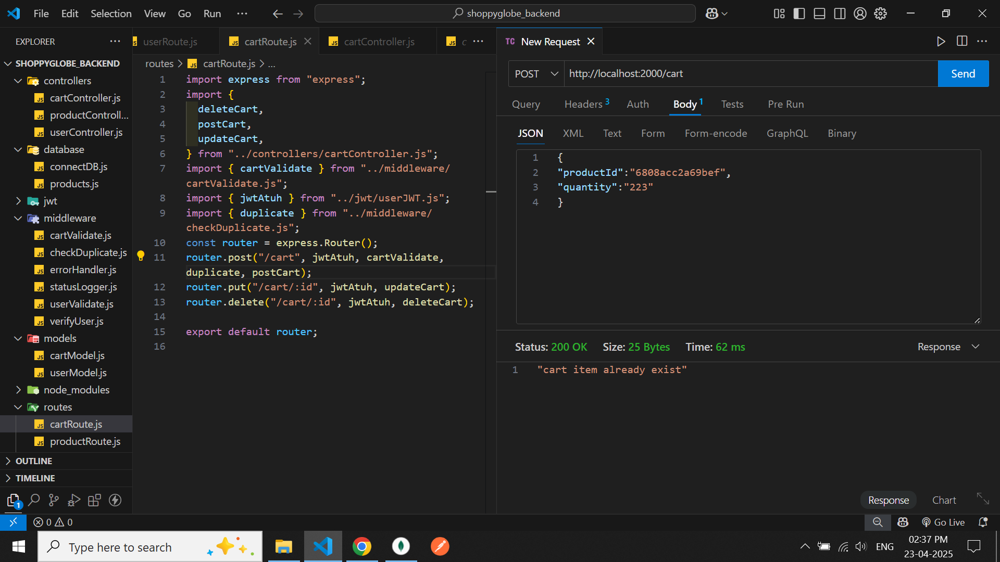 File Edit Selection View Go Run ...
shoppyglobe_backend
EXPLORER
SHOPPYGLOBE_BACKEND
controllers
cartController.js
productControll...
userController.js
database
connectDB.js
products.js
jwt
middleware
cartValidate.js
checkDuplicate.js
errorHandler.js
statusLogger.js
userValidate.js
verifyUser.js
models
cartModel.js
userModel.js
node_modules
routes
cartRoute.js
productRoute.js
OUTLINE
TIMELINE
1
userRoute.js
JS cartRoute.js
JS cartController.js
JS c ...
routes > JS cartRoute.js > ...
1 import express from "express";
2 import {
3 deleteCart,
4 postCart,
5 updateCart,
6 } from "../controllers/cartController.js";
7 import { cartValidate } from "../middleware/
cartValidate.js";
8 import { jwtAtuh } from "../jwt/userJWT.js";
9 import { duplicate } from "../middleware/
checkDuplicate.js";
10 const router = express.Router();
11 router.post("/cart", jwtAtuh, cartValidate,
duplicate, postCart);
12 router.put("/cart/:id", jwtAtuh, updateCart);
13 router.delete("/cart/:id", jwtAtuh, deleteCart);
14
15 export default router;
16
TC New Request
POST http://localhost:2000/cart Send
Query Headers 3 Auth Body 1 Tests Pre Run
JSON XML Text Form Form-encode GraphQL Binary
1 {
2 "productId":"6808acc2a69bef",
3 "quantity":"223"
4 }
Status: 200 OK Size: 25 Bytes Time: 62 ms Response
1 "cart item already exist"
Response Chart
0 0
Go Live
Type here to search
ENG
02:37 PM
23-04-2025